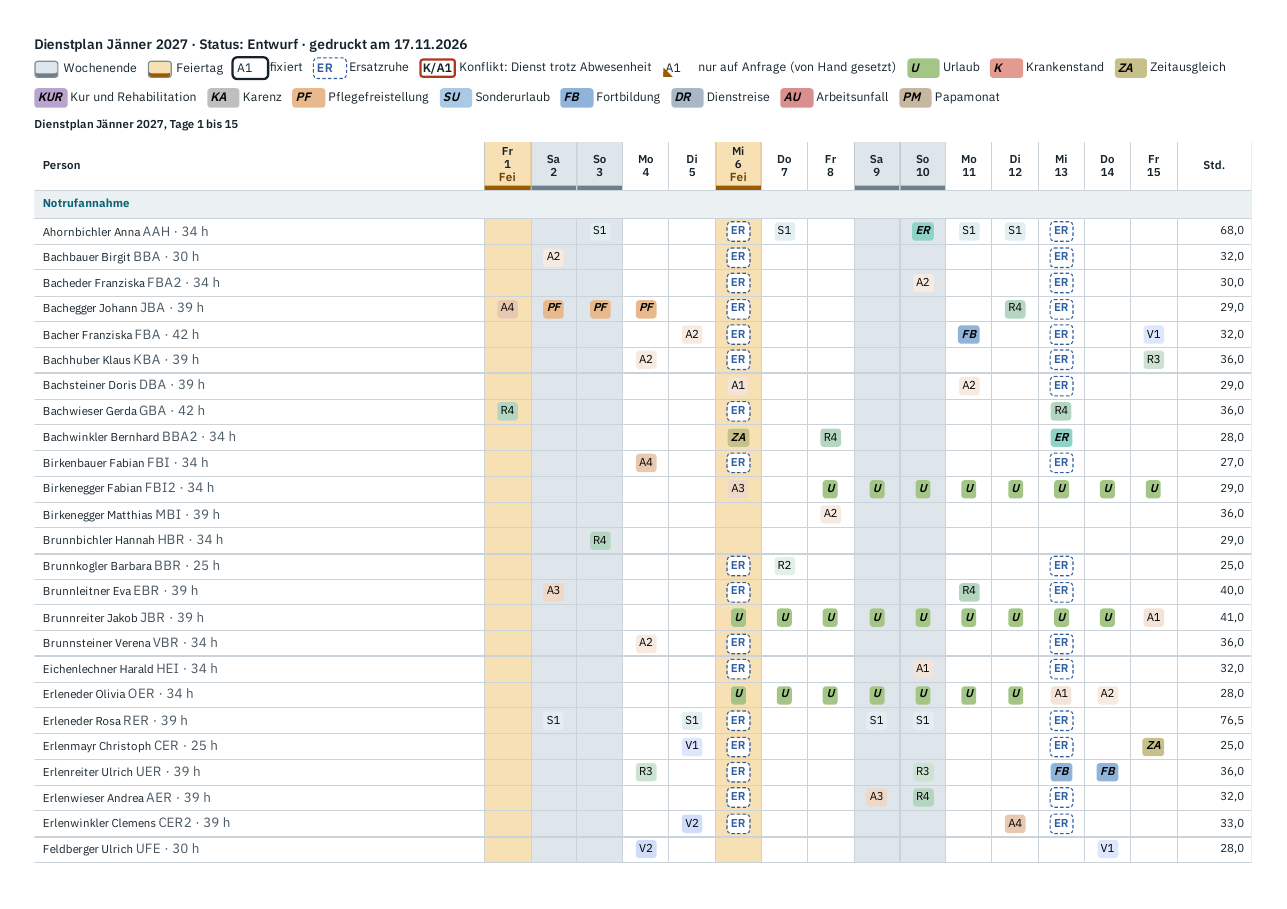 Dienstplan Jänner 2027 · Status: Entwurf · gedruckt am 17.11.2026
Wochenende Feiertag A1 fixiert ER Ersatzruhe K/A1 Konflikt: Dienst trotz Abwesenheit A1 nur auf Anfrage (von Hand gesetzt) U Urlaub K Krankenstand ZA Zeitausgleich
KUR Kur und Rehabilitation KA Karenz PF Pflegefreistellung SU Sonderurlaub FB Fortbildung DR Dienstreise AU Arbeitsunfall PM Papamonat
Dienstplan Jänner 2027, Tage 1 bis 15
Person Fr 1 Fei Sa 2 So 3 Mo 4 Di 5 Mi 6 Fei Do 7 Fr 8 Sa 9 So 10 Mo 11 Di 12 Mi 13 Do 14 Fr 15 Std.
Notrufannahme
Ahornbichler Anna AAH · 34 h S1 ER S1 ER S1 S1 ER 68,0
Bachbauer Birgit BBA · 30 h A2 ER ER 32,0
Bacheder Franziska FBA2 · 34 h ER A2 ER 30,0
Bachegger Johann JBA · 39 h A4 PF PF PF ER R4 ER 29,0
Bacher Franziska FBA · 42 h A2 ER FB ER V1 32,0
Bachhuber Klaus KBA · 39 h A2 ER ER R3 36,0
Bachsteiner Doris DBA · 39 h A1 A2 ER 29,0
Bachwieser Gerda GBA · 42 h R4 ER R4 36,0
Bachwinkler Bernhard BBA2 · 34 h ZA R4 ER 28,0
Birkenbauer Fabian FBI · 34 h A4 ER ER 27,0
Birkenegger Fabian FBI2 · 34 h A3 U U U U U U U U 29,0
Birkenegger Matthias MBI · 39 h A2 36,0
Brunnbichler Hannah HBR · 34 h R4 29,0
Brunnkogler Barbara BBR · 25 h ER R2 ER 25,0
Brunnleitner Eva EBR · 39 h A3 ER R4 ER 40,0
Brunnreiter Jakob JBR · 39 h U U U U U U U U U A1 41,0
Brunnsteiner Verena VBR · 34 h A2 ER ER 36,0
Eichenlechner Harald HEI · 34 h ER A1 ER 32,0
Erleneder Olivia OER · 34 h U U U U U U U A1 A2 28,0
Erleneder Rosa RER · 39 h S1 S1 ER S1 S1 ER 76,5
Erlenmayr Christoph CER · 25 h V1 ER ER ZA 25,0
Erlenreiter Ulrich UER · 39 h R3 ER R3 FB FB 36,0
Erlenwieser Andrea AER · 39 h ER A3 R4 ER 32,0
Erlenwinkler Clemens CER2 · 39 h V2 ER A4 ER 33,0
Feldberger Ulrich UFE · 30 h V2 V1 28,0